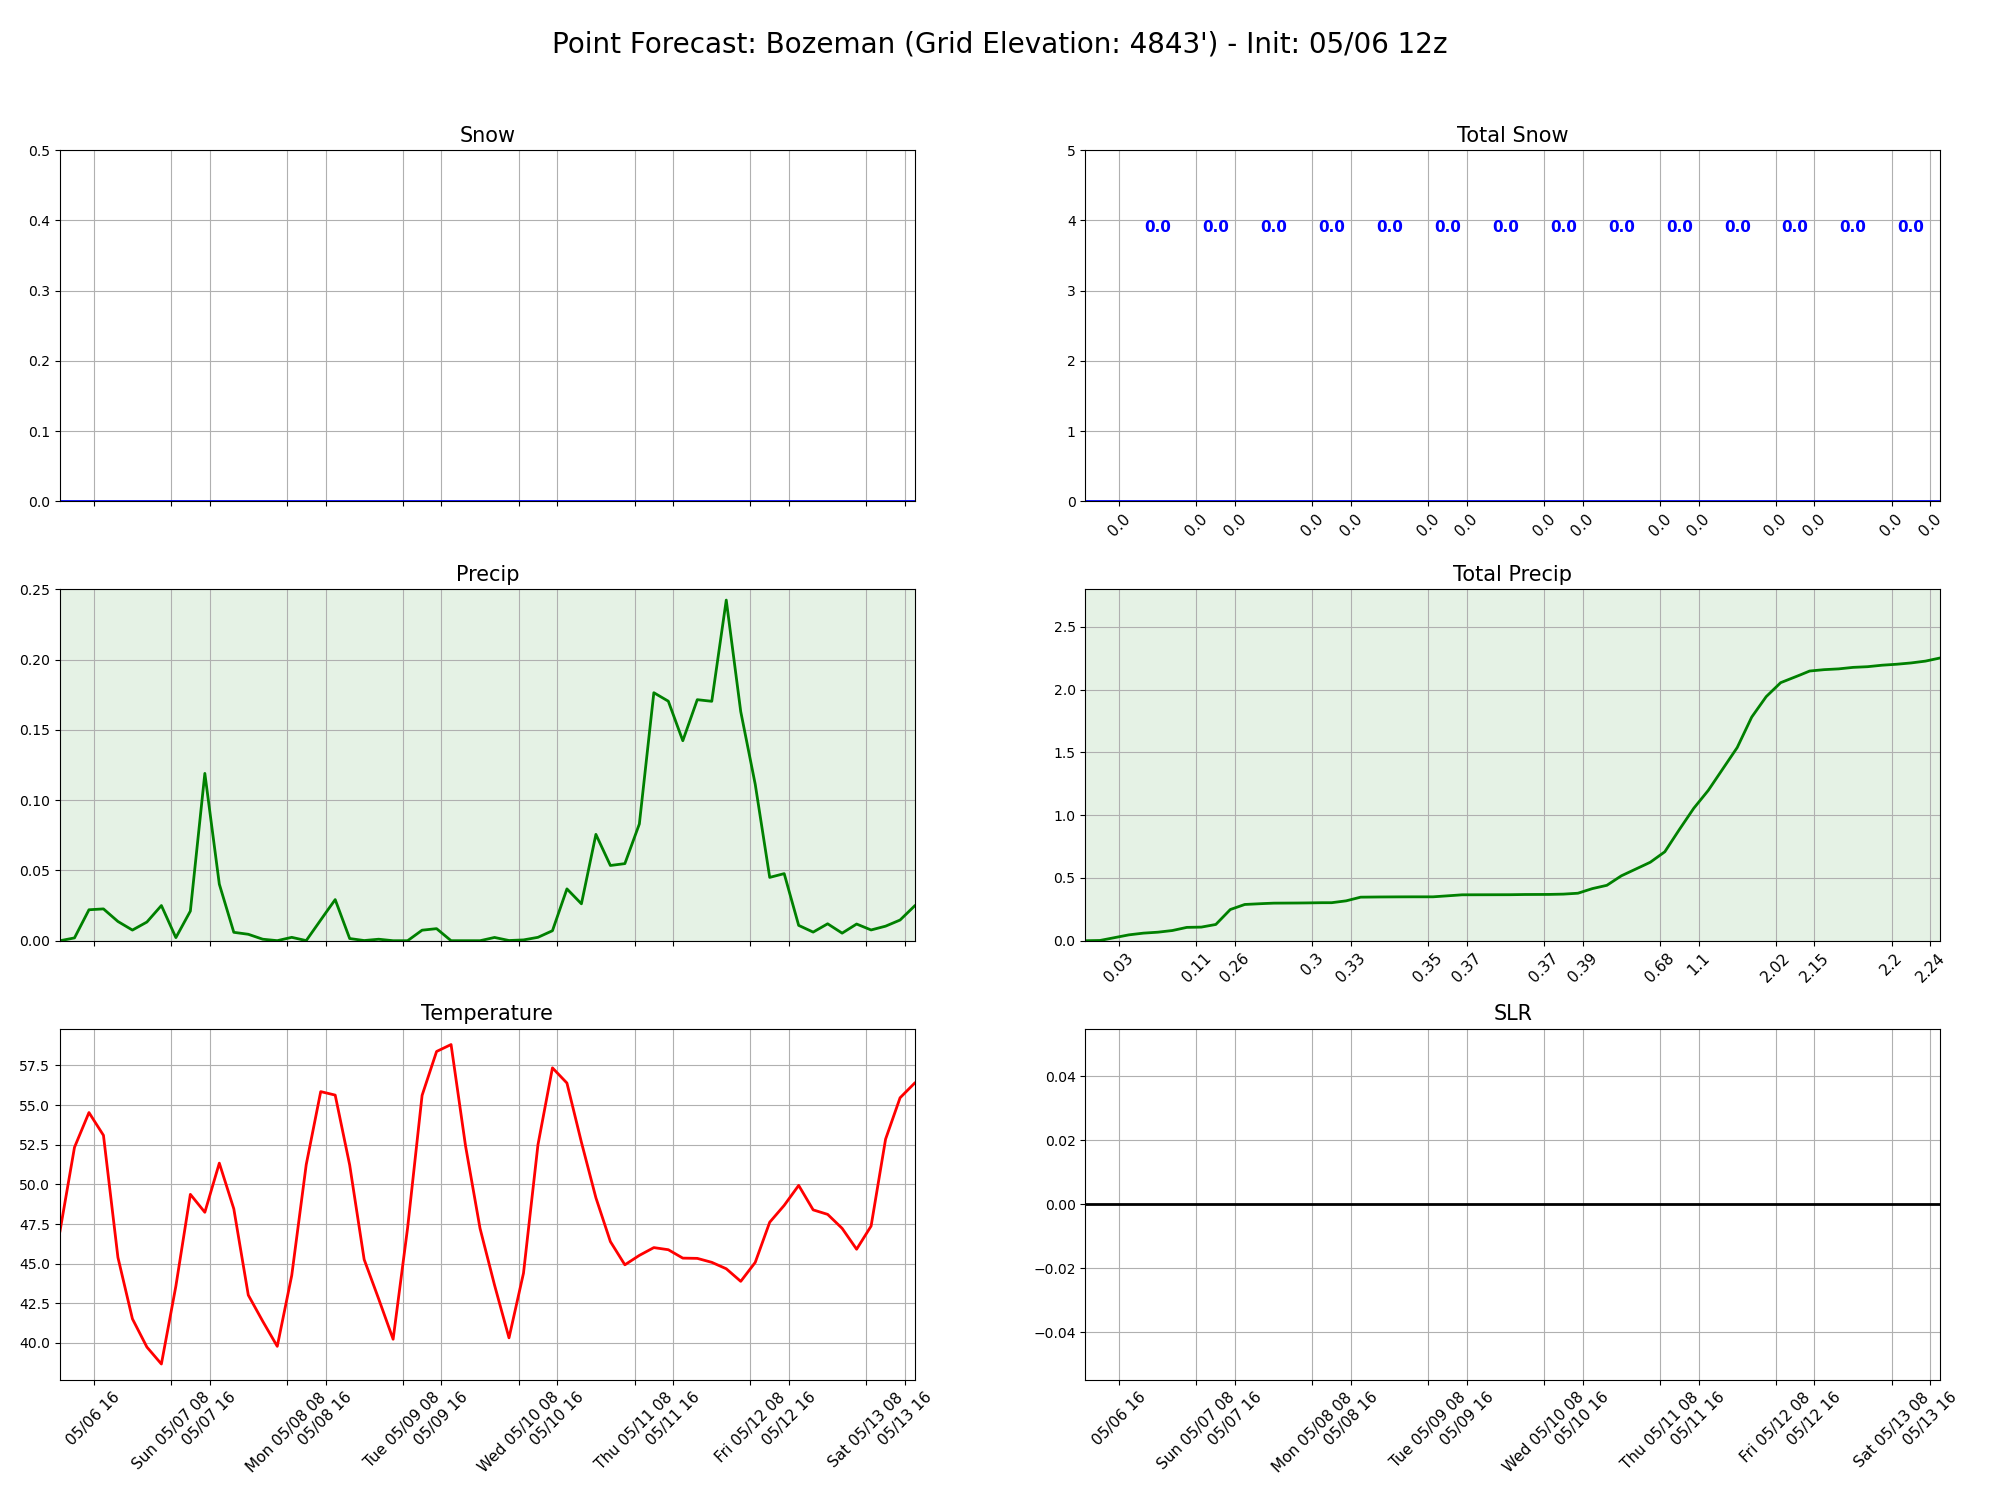 Point Forecast: Bozeman (Grid Elevation: 4843') - Init: 05/06 12z
Snow
0.5
0.4
0.3
0.2
0.1
0.0
Total Snow
5
4
3
2
1
0
0.0 0.0 0.0 0.0 0.0 0.0 0.0 0.0 0.0 0.0 0.0 0.0 0.0 0.0
0.0 0.0 0.0 0.0 0.0 0.0 0.0 0.0 0.0 0.0 0.0 0.0 0.0 0.0 0.0
Precip
0.25
0.20
0.15
0.10
0.05
0.00
Total Precip
2.5
2.0
1.5
1.0
0.5
0.0
0.03 0.11 0.26 0.3 0.33 0.35 0.37 0.37 0.39 0.68 1.1 2.02 2.15 2.2 2.24
Temperature
57.5
55.0
52.5
50.0
47.5
45.0
42.5
40.0
05/06 16
Sun 05/07 08
05/07 16
Mon 05/08 08
05/08 16
Tue 05/09 08
05/09 16
Wed 05/10 08
05/10 16
Thu 05/11 08
05/11 16
Fri 05/12 08
05/12 16
Sat 05/13 08
05/13 16
SLR
0.04
0.02
0.00
−0.02
−0.04
05/06 16
Sun 05/07 08
05/07 16
Mon 05/08 08
05/08 16
Tue 05/09 08
05/09 16
Wed 05/10 08
05/10 16
Thu 05/11 08
05/11 16
Fri 05/12 08
05/12 16
Sat 05/13 08
05/13 16